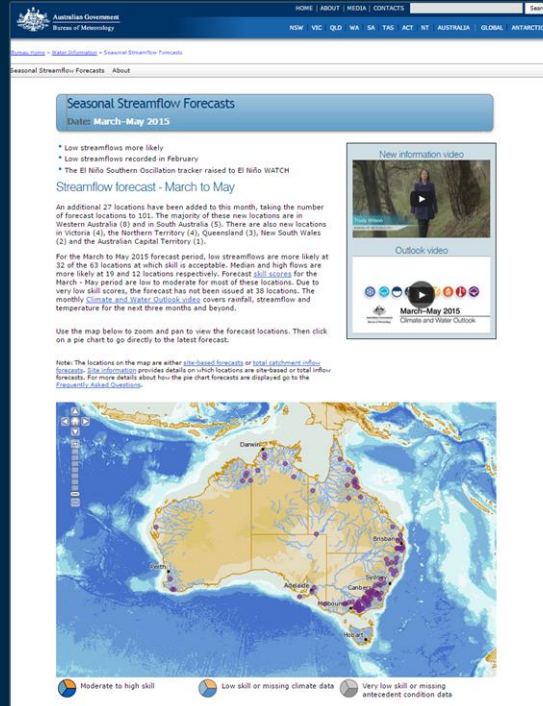 HOME | ABOUT | MEDIA | CONTACTS
Australian Government
Bureau of Meteorology
NSW VIC QLD WA SA TAS ACT NT AUSTRALIA GLOBAL ANTARCTIC
Bureau Home > Water Information > Seasonal Streamflow Forecasts
Seasonal Streamflow Forecasts About
Seasonal Streamflow Forecasts
Date: March–May 2015
* Low streamflows more likely
* Low streamflows recorded in February
* The El Niño Southern Oscillation tracker raised to El Niño WATCH
Streamflow forecast - March to May
An additional 27 locations have been added to this month, taking the number
of forecast locations to 101. The majority of these new locations are in
Western Australia (8) and in South Australia (5). There are also new locations
in Victoria (4), the Northern Territory (4), Queensland (3), New South Wales
(2) and the Australian Capital Territory (1).
For the March to May 2015 forecast period, low streamflows are more likely at
32 of the 63 locations at which skill is acceptable. Median and high flows are
more likely at 19 and 12 locations respectively. Forecast skill scores for the
March - May period are low to moderate for most of these locations. Due to
very low skill scores, the forecast has not been issued at 38 locations. The
monthly Climate and Water Outlook video covers rainfall, streamflow and
temperature for the next three months and beyond.
Use the map below to zoom and pan to view the forecast locations. Then click
on a pie chart to go directly to the latest forecast.
Note: The locations on the map are either site-based forecasts or total catchment inflow
forecasts. Site information provides details on which locations are site-based or total inflow
forecasts. For more details about how the pie chart forecasts are displayed go to the
Frequently Asked Questions.
New information video
Outlook video
March–May 2015
Climate and Water Outlook
Darwin
Brisbane
Perth
Sydney
Adelaide
Canberra
Melbourne
Hobart
Moderate to high skill
Low skill or missing climate data
Very low skill or missing
antecedent condition data